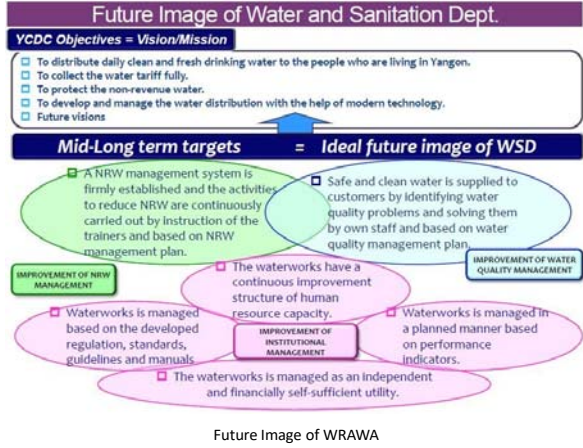 Future Image of Water and Sanitation Dept.
YCDC Objectives = Vision/Mission
To distribute daily clean and fresh drinking water to the people who are living in Yangon.
To collect the water tariff fully.
To protect the non-revenue water.
To develop and manage the water distribution with the help of modern technology.
Future visions
Mid-Long term targets = Ideal future image of WSD
A NRW management system is
firmly established and the activities
to reduce NRW are continuously
carried out by instruction of the
trainers and based on NRW
management plan.
Safe and clean water is supplied to
customers by identifying water
quality problems and solving them
by own staff and based on water
quality management plan.
IMPROVEMENT OF NRW
MANAGEMENT
IMPROVEMENT OF WATER
QUALITY MANAGEMENT
The waterworks have a
continuous improvement
structure of human
resource capacity.
Waterworks is managed
based on the developed
regulation, standards,
guidelines and manuals
IMPROVEMENT OF
INSTITUTIONAL
MANAGEMENT
Waterworks is managed in
a planned manner based
on performance
indicators.
The waterworks is managed as an independent
and financially self-sufficient utility.
Future Image of WRAWA